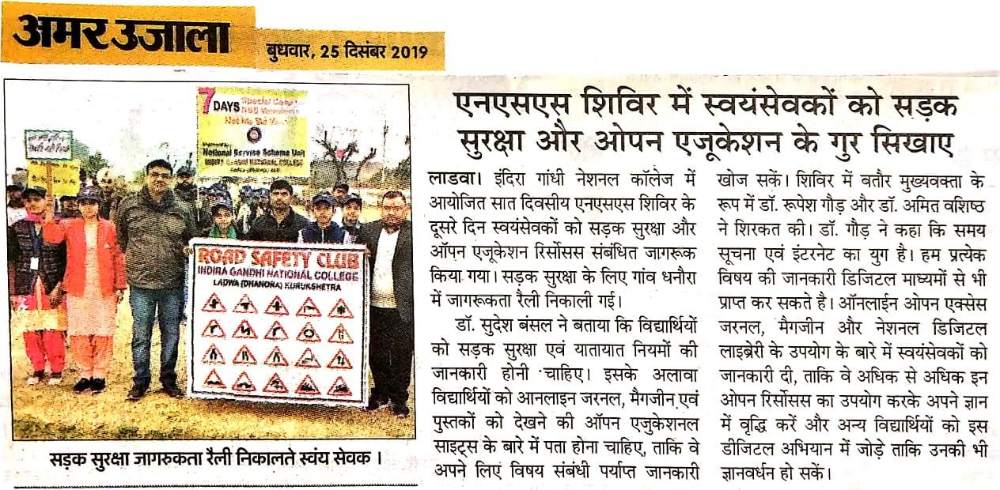 अमर उजाला
बुधवार, 25 दिसंबर 2019
7 DAYS Special Camp
National Service Scheme Unit
INDIRA GANDHI NATIONAL COLLEGE
ROAD SAFETY CLUB
INDIRA GANDHI NATIONAL COLLEGE
LADWA (DHANORA) KURUKSHETRA
सड़क सुरक्षा जागरुकता रैली निकालते स्वंय सेवक ।
एनएसएस शिविर में स्वयंसेवकों को सड़क
सुरक्षा और ओपन एजूकेशन के गुर सिखाए
लाडवा। इंदिरा गांधी नेशनल कॉलेज में
आयोजित सात दिवसीय एनएसएस शिविर के
दूसरे दिन स्वयंसेवकों को सड़क सुरक्षा और
ऑपन एजूकेशन रिर्सोसस संबंधित जागरूक
किया गया। सड़क सुरक्षा के लिए गांव धनौरा
में जागरूकता रैली निकाली गई।
डॉ. सुदेश बंसल ने बताया कि विद्यार्थियों
को सड़क सुरक्षा एवं यातायात नियमों की
जानकारी होनी चाहिए। इसके अलावा
विद्यार्थियों को आनलाइन जरनल, मैगजीन एवं
पुस्तकों को देखने की ऑपन एजुकेशनल
साइट्स के बारे में पता होना चाहिए, ताकि वे
अपने लिए विषय संबंधी पर्याप्त जानकारी
खोज सकें। शिविर में बतौर मुख्यवक्ता के
रूप में डॉ. रूपेश गौड़ और डॉ. अमित वशिष्ठ
ने शिरकत की। डॉ. गौड़ ने कहा कि समय
सूचना एवं इंटरनेट का युग है। हम प्रत्येक
विषय की जानकारी डिजिटल माध्यमों से भी
प्राप्त कर सकते है। ऑनलाईन ओपन एक्सेस
जरनल, मैगजीन और नेशनल डिजिटल
लाइब्रेरी के उपयोग के बारे में स्वयंसेवकों को
जानकारी दी, ताकि वे अधिक से अधिक इन
ओपन रिर्सोसस का उपयोग करके अपने ज्ञान
में वृद्धि करें और अन्य विद्यार्थियों को इस
डीजिटल अभियान में जोड़े ताकि उनकी भी
ज्ञानवर्धन हो सकें।